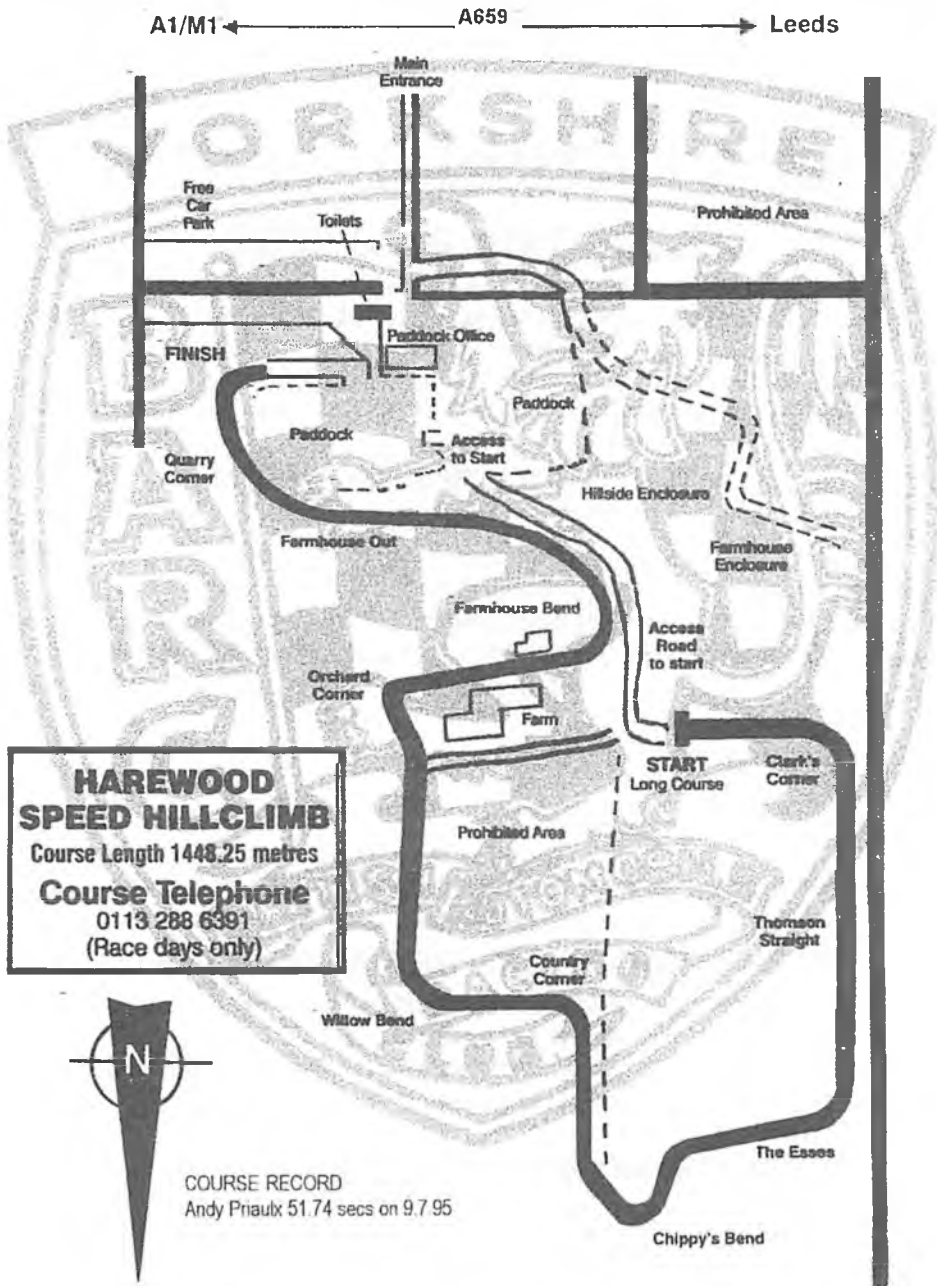 A1/M1 A659 Leeds
Main
Entrance
YORKSHIRE
Free
Car
Park
Toilets
Prohibited Area
Paddock Office
FINISH
Paddock
Paddock
Access
to Start
Quarry
Corner
Hillside Enclosure
Farmhouse Out
Farmhouse
Enclosure
Farmhouse Bend
Access
Road
to start
Orchard
Corner
Farm
START
Long Course
Clark's
Corner
HAREWOOD
SPEED HILLCLIMB
Course Length 1448.25 metres
Course Telephone
0113 288 6391
(Race days only)
Prohibited Area
Thomson
Straight
Country
Corner
Willow Bend
N
The Esses
COURSE RECORD
Andy Priaulx 51.74 secs on 9.7.95
Chippy's Bend
BARC